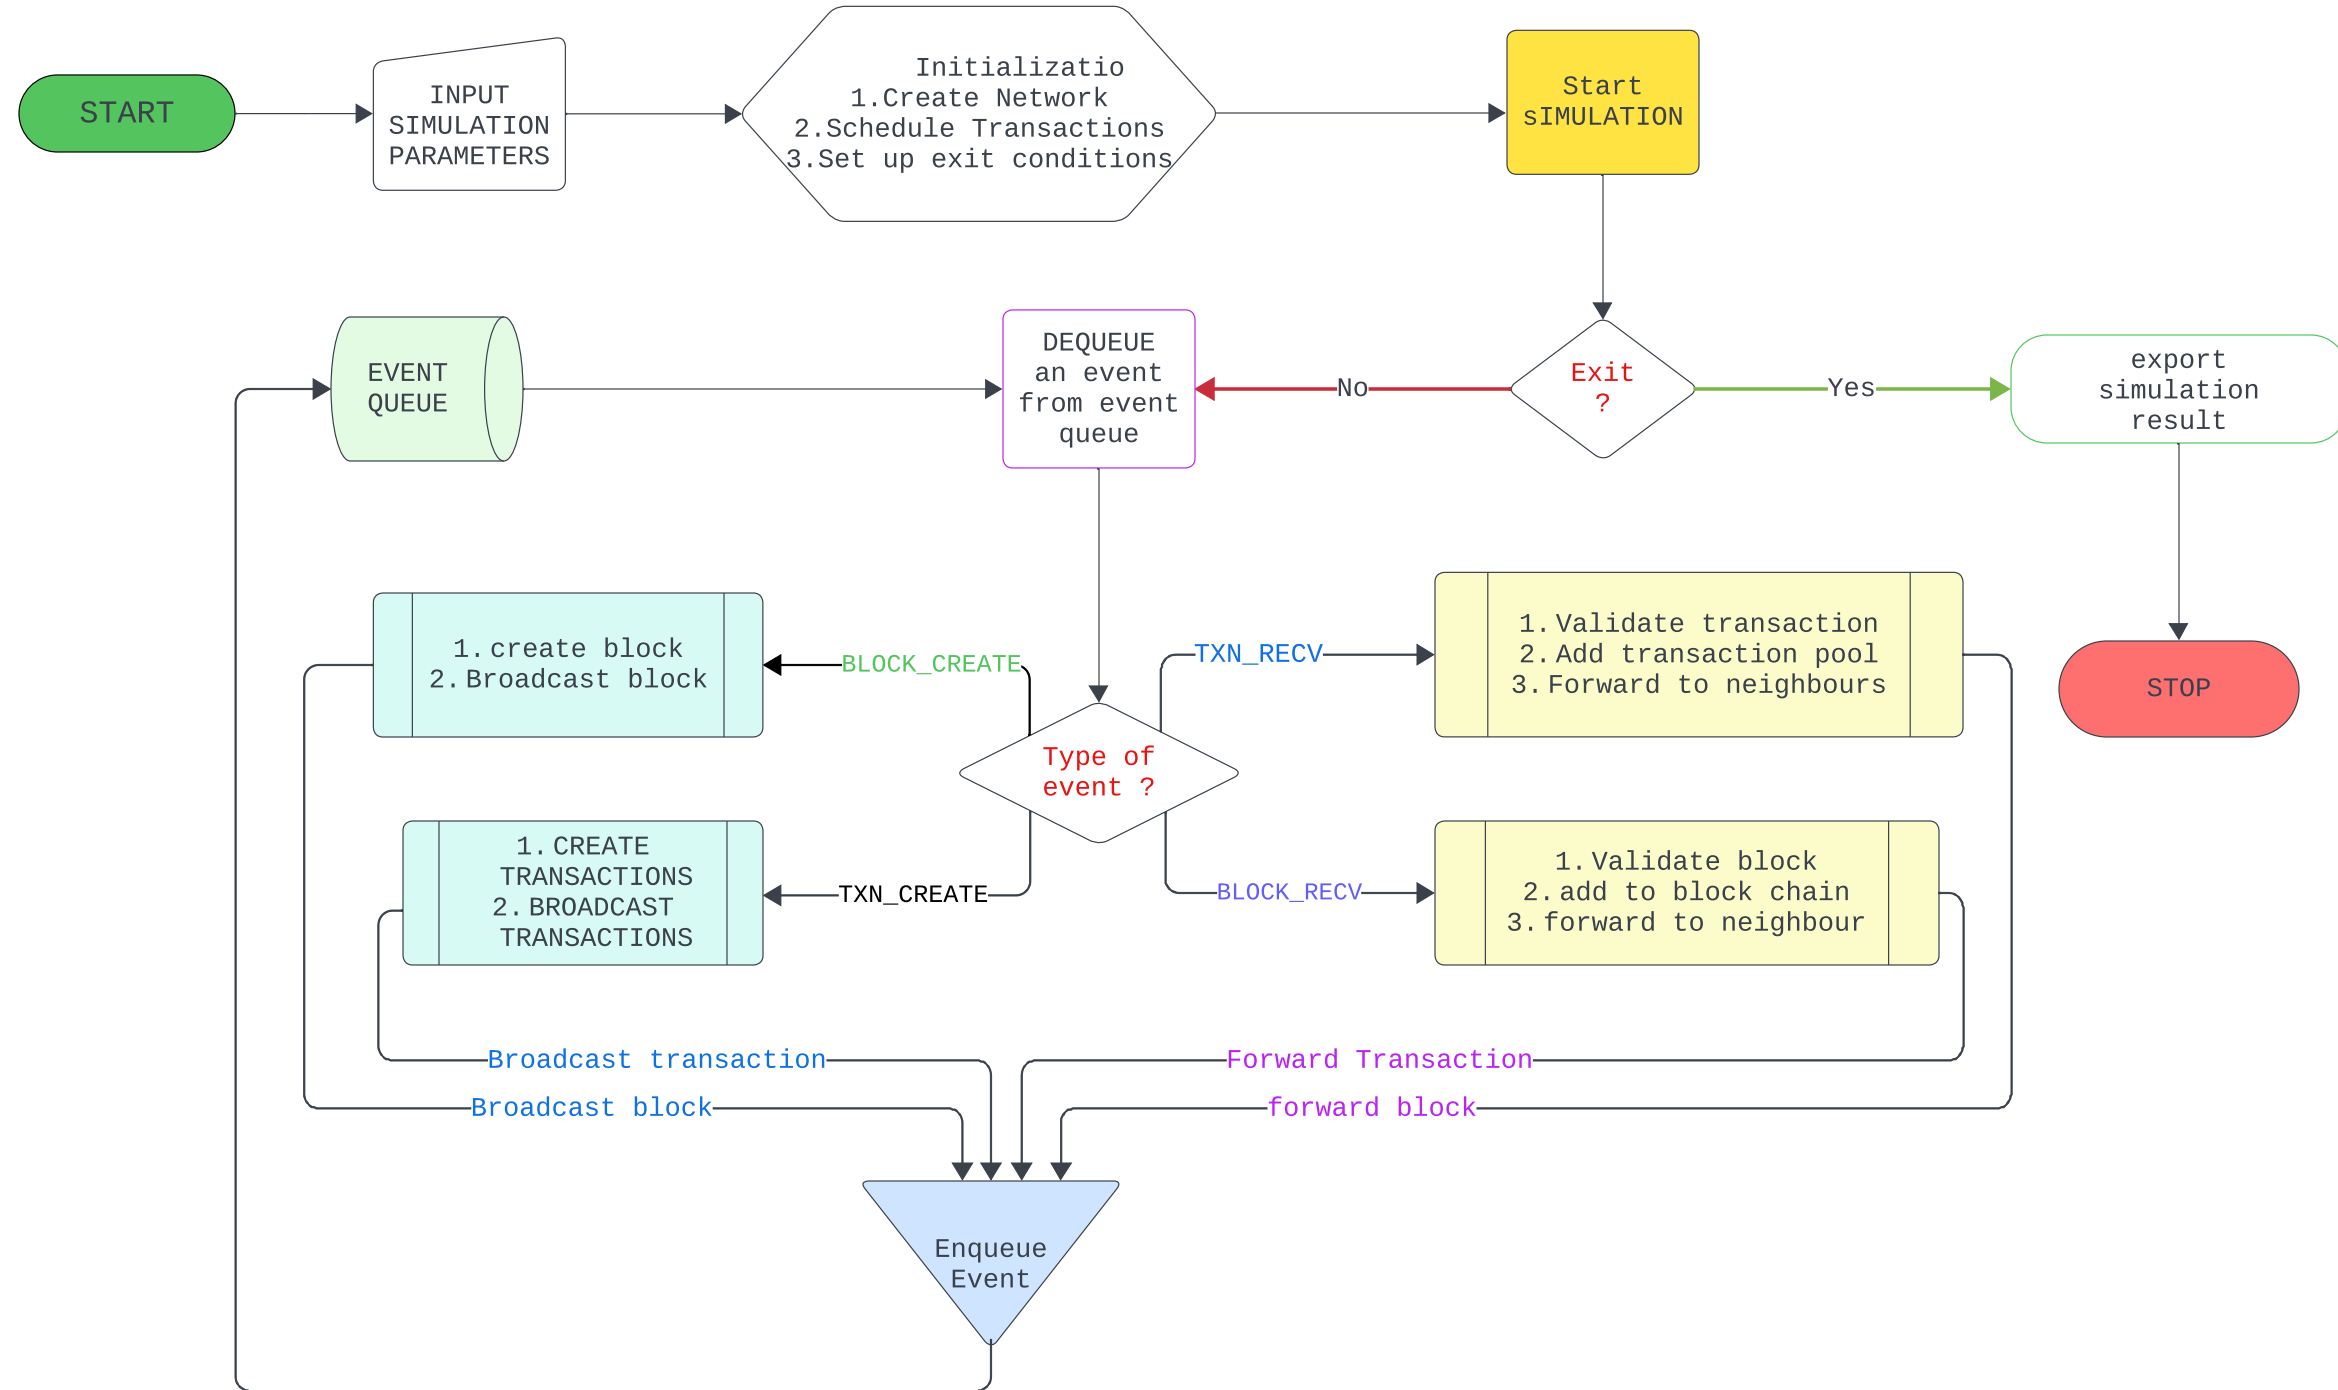 START
INPUT
SIMULATION
PARAMETERS
Initializatio
1.Create Network
2.Schedule Transactions
3.Set up exit conditions
Start
sIMULATION
EVENT
QUEUE
DEQUEUE
an event
from event
queue
No
Exit
?
Yes
export
simulation
result
1.create block
2.Broadcast block
BLOCK_CREATE
TXN_RECV
1.Validate transaction
2.Add transaction pool
3.Forward to neighbours
STOP
Type of
event ?
1.CREATE
TRANSACTIONS
2.BROADCAST
TRANSACTIONS
TXN_CREATE
BLOCK_RECV
1.Validate block
2.add to block chain
3.forward to neighbour
Broadcast transaction
Forward Transaction
Broadcast block
forward block
Enqueue
Event